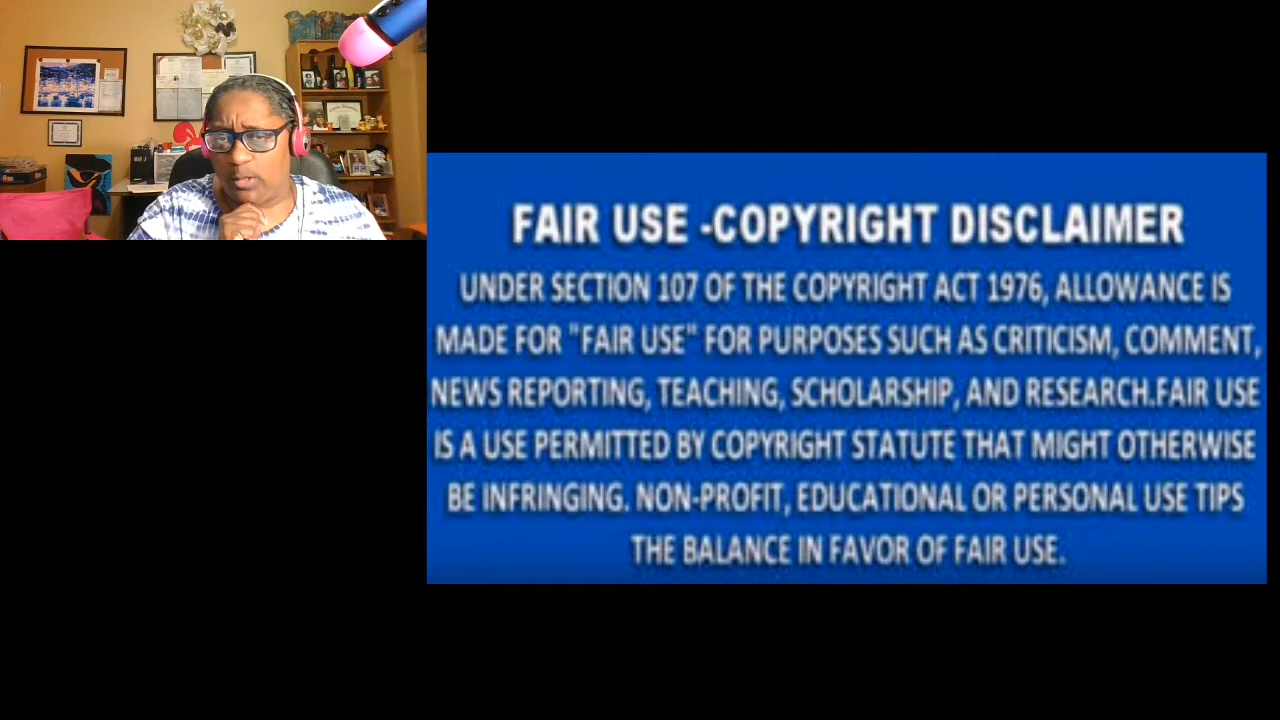 FAIR USE -COPYRIGHT DISCLAIMER
UNDER SECTION 107 OF THE COPYRIGHT ACT 1976, ALLOWANCE IS
MADE FOR "FAIR USE" FOR PURPOSES SUCH AS CRITICISM, COMMENT,
NEWS REPORTING, TEACHING, SCHOLARSHIP, AND RESEARCH.FAIR USE
IS A USE PERMITTED BY COPYRIGHT STATUTE THAT MIGHT OTHERWISE
BE INFRINGING. NON-PROFIT, EDUCATIONAL OR PERSONAL USE TIPS
THE BALANCE IN FAVOR OF FAIR USE.